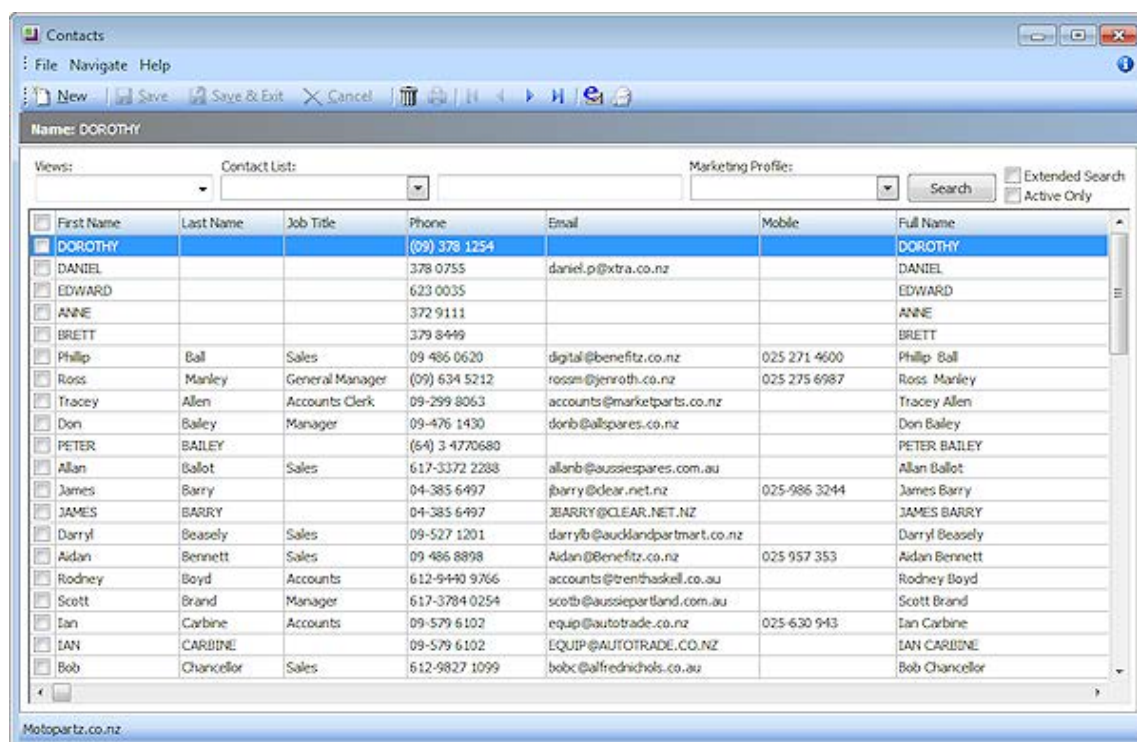 Contacts
File Navigate Help
New Save Save & Exit Cancel
Name: DOROTHY
Views: Contact List: Marketing Profile:
Search Extended Search
Active Only
First Name Last Name Job Title Phone Email Mobile Full Name
DOROTHY (09) 378 1254 DOROTHY
DANIEL 378 0755 daniel.p@xtra.co.nz DANIEL
EDWARD 623 0035 EDWARD
ANNE 372 9111 ANNE
BRETT 379 8449 BRETT
Phillip Ball Sales 09 486 0620 digital@benefitz.co.nz 025 271 4600 Phillip Ball
Ross Manley General Manager (09) 634 5212 rossm@jenroth.co.nz 025 275 6987 Ross Manley
Tracey Allen Accounts Clerk 09-299 8063 accounts@marketparts.co.nz Tracey Allen
Don Bailey Manager 09-476 1430 donb@allspares.co.nz Don Bailey
PETER BAILEY (64) 3 4770680 PETER BAILEY
Allan Ballot Sales 617-3372 2288 allanb@aussiespares.com.au Allan Ballot
James Barry 04-385 6497 jbarry@clear.net.nz 025-986 3244 James Barry
JAMES BARRY 04-385 6497 JBARRY@CLEAR.NET.NZ JAMES BARRY
Darryl Beasely Sales 09-527 1201 darrylb@aucklandpartmart.co.nz Darryl Beasely
Aidan Bennett Sales 09 486 8898 Aidan@Benefitz.co.nz 025 957 353 Aidan Bennett
Rodney Boyd Accounts 612-9440 9766 accounts@trenthaskell.co.au Rodney Boyd
Scott Brand Manager 617-3784 0254 scotb@aussiepartland.com.au Scott Brand
Ian Carbine Accounts 09-579 6102 equip@autotrade.co.nz 025-630 943 Ian Carbine
IAN CARBINE 09-579 6102 EQUIP@AUTOTRADE.CO.NZ IAN CARBINE
Bob Chancellor Sales 612-9827 1099 bobc@alfrednichols.co.au Bob Chancellor
Motopartz.co.nz